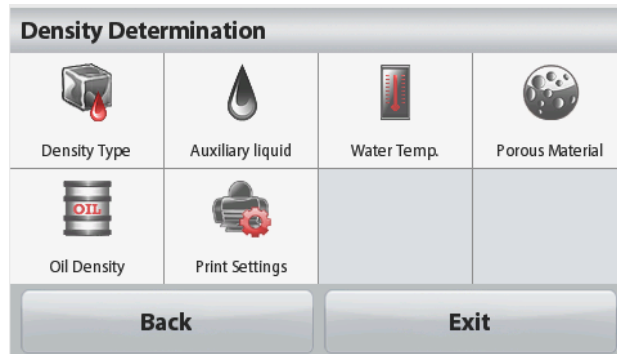 Density Determination
Density Type
Auxiliary liquid
Water Temp.
Porous Material
OIL
Oil Density
Print Settings
Back
Exit